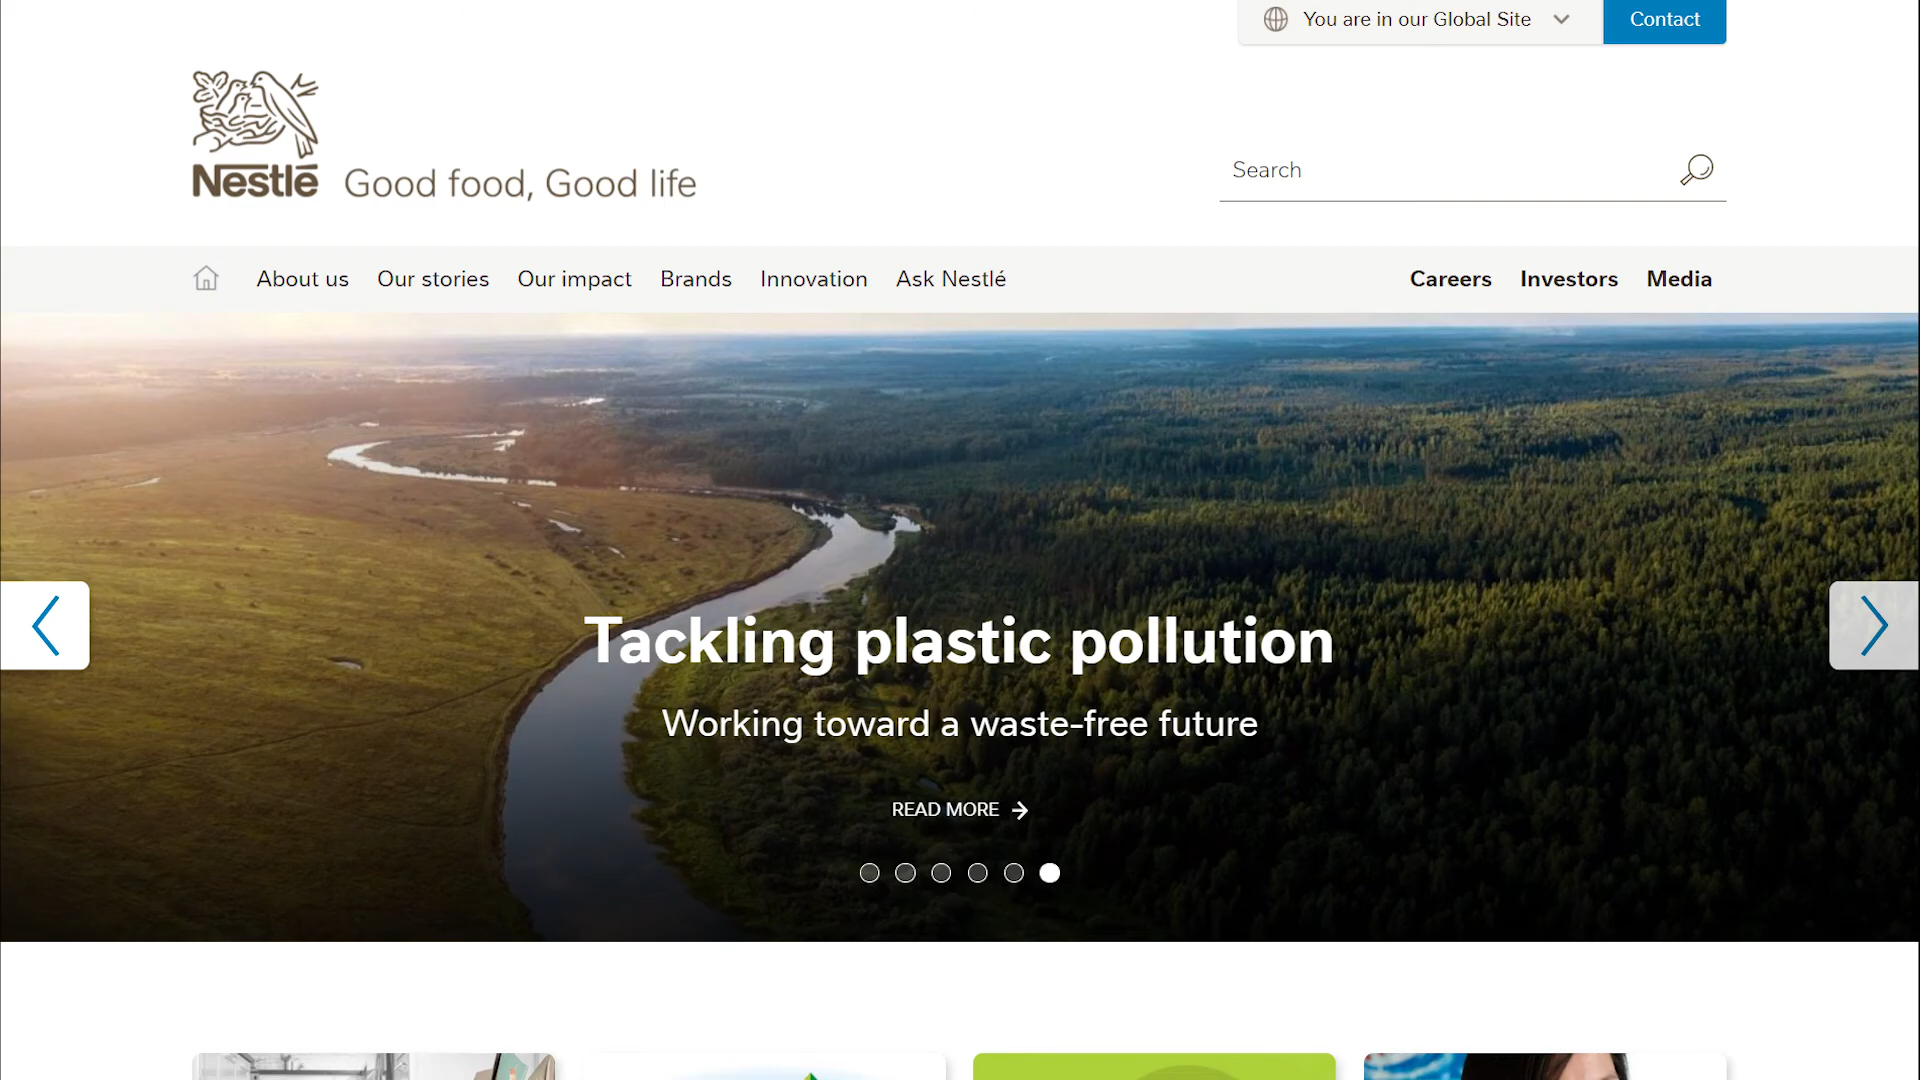 You are in our Global Site
Contact
Nestlé
Good food, Good life
Search
About us
Our stories
Our impact
Brands
Innovation
Ask Nestlé
Careers
Investors
Media
Tackling plastic pollution
Working toward a waste-free future
READ MORE